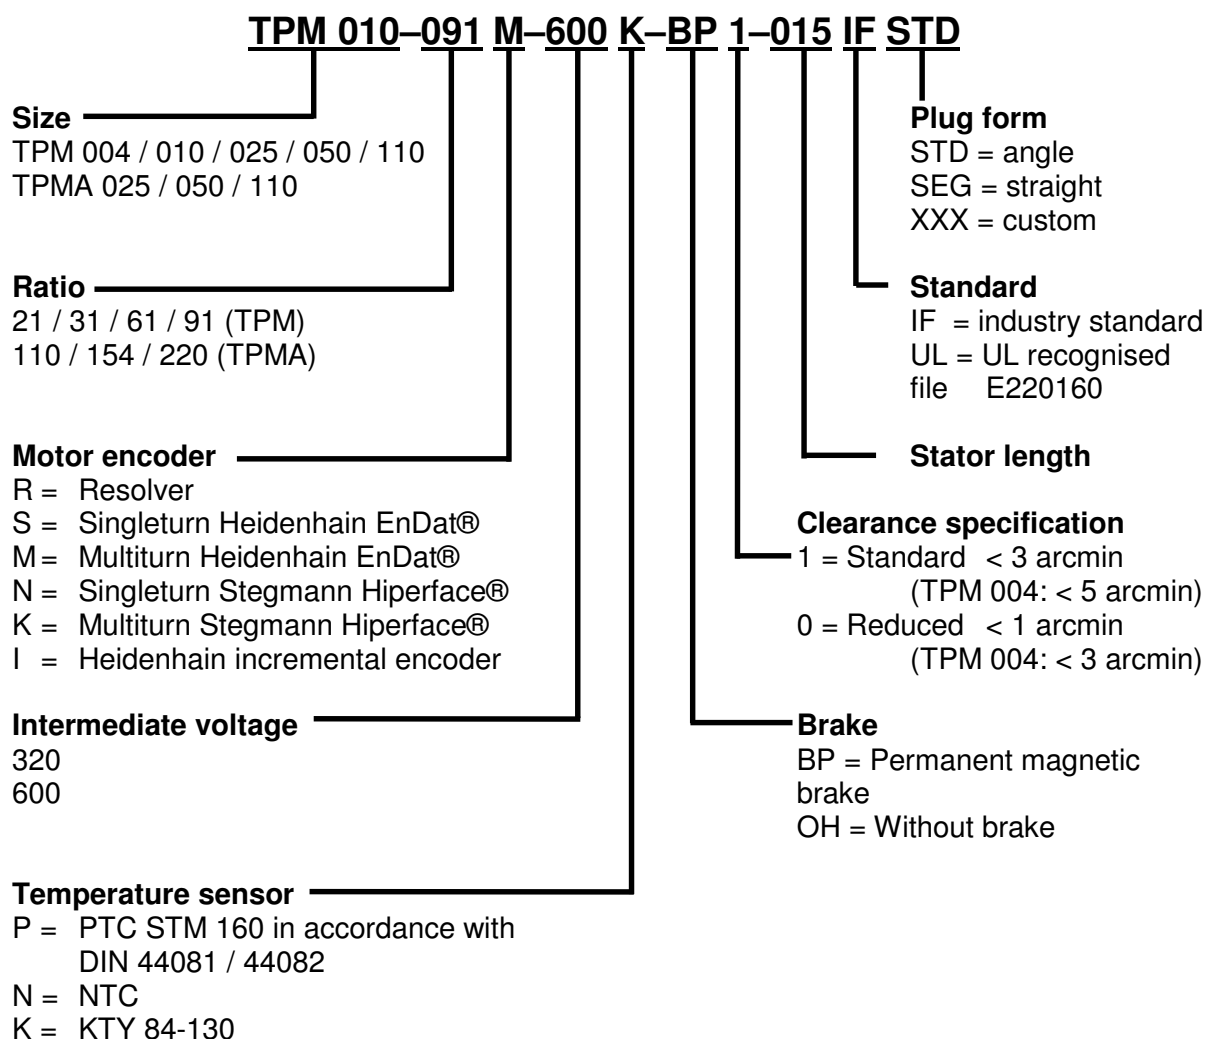 TPM 010–091 M–600 K–BP 1–015 IF STD
Size
TPM 004 / 010 / 025 / 050 / 110
TPMA 025 / 050 / 110
Ratio
21 / 31 / 61 / 91 (TPM)
110 / 154 / 220 (TPMA)
Motor encoder
R = Resolver
S = Singleturn Heidenhain EnDat®
M = Multiturn Heidenhain EnDat®
N = Singleturn Stegmann Hiperface®
K = Multiturn Stegmann Hiperface®
I = Heidenhain incremental encoder
Intermediate voltage
320
600
Temperature sensor
P = PTC STM 160 in accordance with
DIN 44081 / 44082
N = NTC
K = KTY 84-130
Plug form
STD = angle
SEG = straight
XXX = custom
Standard
IF = industry standard
UL = UL recognised
file E220160
Stator length
Clearance specification
1 = Standard < 3 arcmin
(TPM 004: < 5 arcmin)
0 = Reduced < 1 arcmin
(TPM 004: < 3 arcmin)
Brake
BP = Permanent magnetic
brake
OH = Without brake